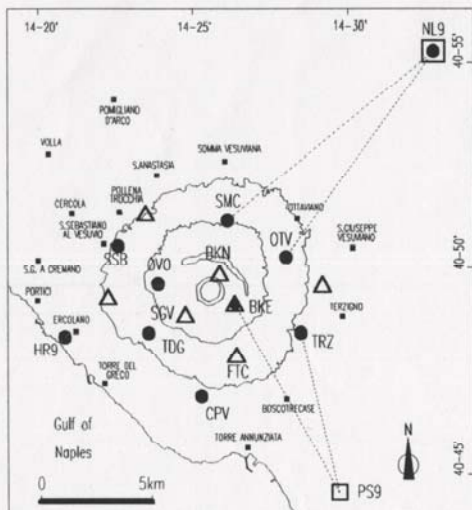 14-20'
14-25'
14-30'
NL9
40-55'
POMIGLIANO
D'ARCO
VOLLA
S.ANASTASIA
SOMMA VESUVIANA
POLLENA
TROCCHIA
CERCOLA
SMC
OTTAVIANO
S.SEBASTIANO
AL VESUVIO
SSB
OTV
S.GIUSEPPE
VESUVIANO
40-50'
S.G. A CREMANO
OVO
BKN
PORTICI
SGV
BKE
TERZIGNO
ERCOLANO
HR9
TDG
TRZ
FTC
TORRE DEL
GRECO
CPV
BOSCOTRECASE
Gulf of
Naples
TORRE ANNUNZIATA
N
40-45'
0
5km
PS9